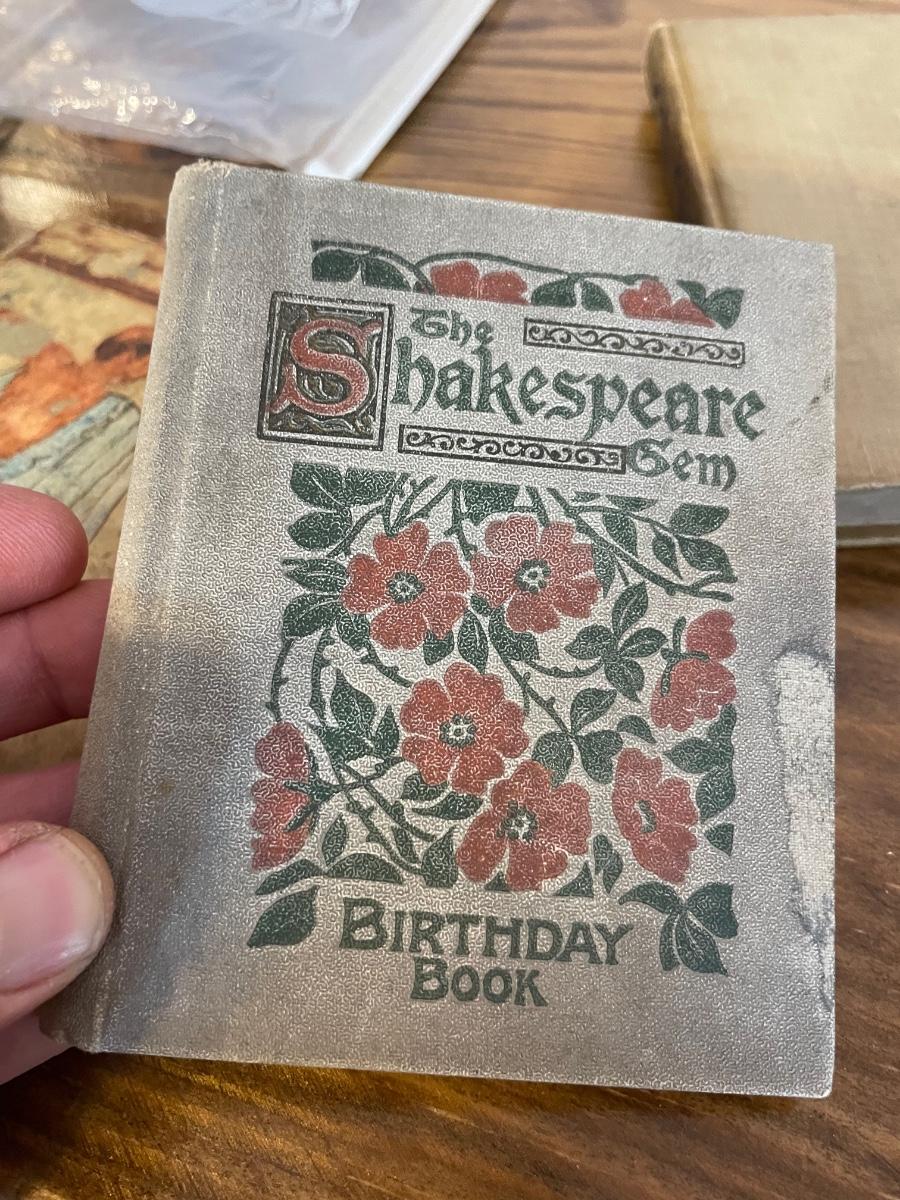 The
Shakespeare
Gem
BIRTHDAY
BOOK